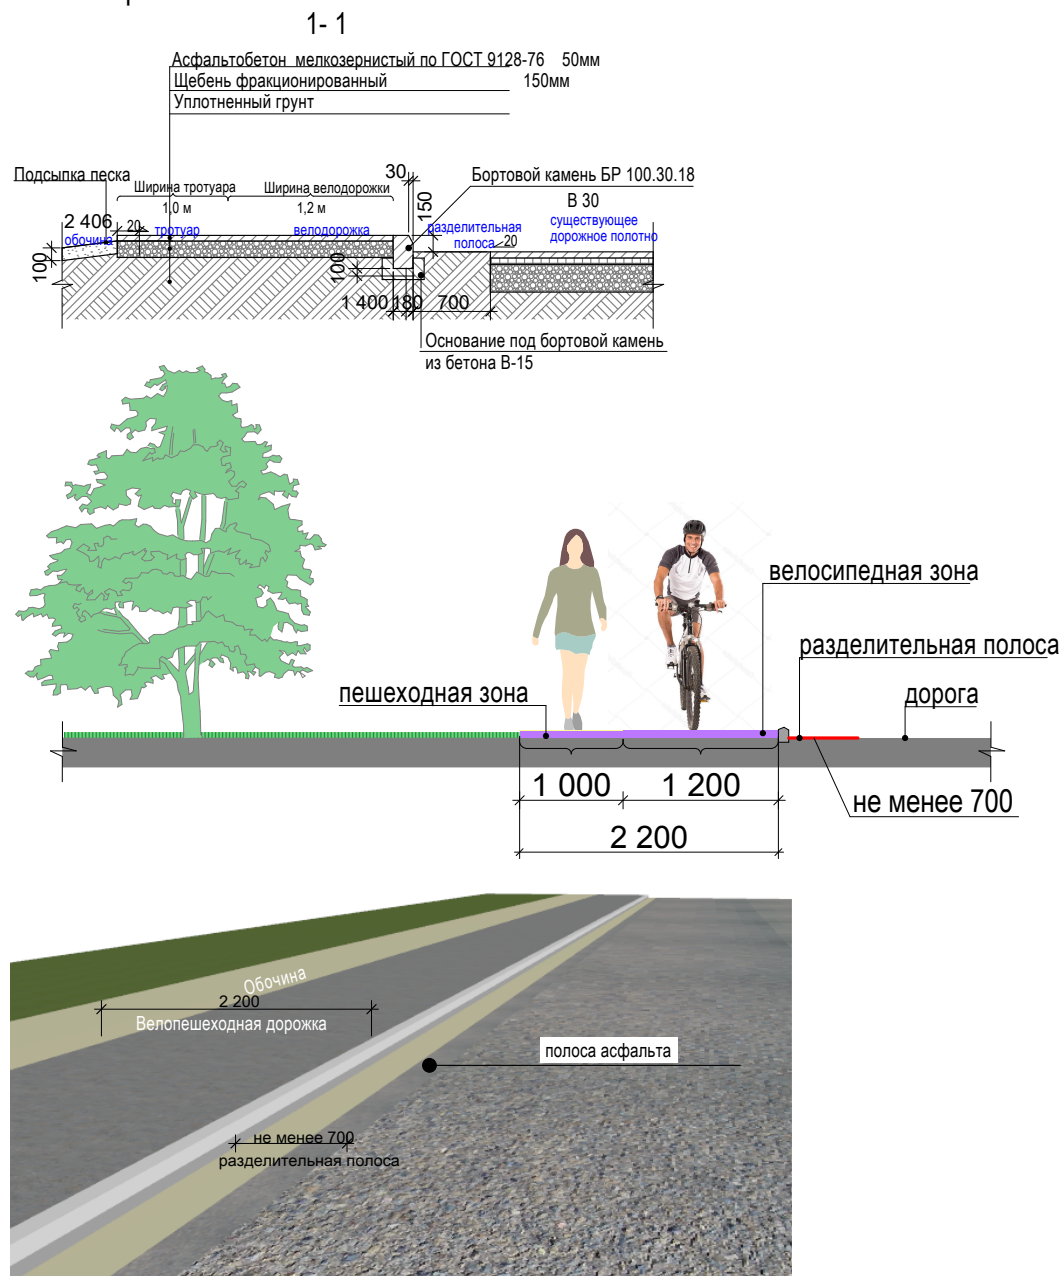 1- 1
Асфальтобетон мелкозернистый по ГОСТ 9128-76 50мм
Щебень фракционированный 150мм
Уплотненный грунт
Подсыпка песка
30
Бортовой камень БР 100.30.18
В 30
Ширина тротуара
Ширина велодорожки
1,0 м
1,2 м
150
2 406
20
обочина
тротуар
велодорожка
разделительная
полоса
20
существующее
дорожное полотно
100
100
1 400
180
700
Основание под бортовой камень
из бетона В-15
велосипедная зона
разделительная полоса
пешеходная зона
дорога
1 000
1 200
не менее 700
2 200
Обочина
2 200
Велопешеходная дорожка
полоса асфальта
не менее 700
разделительная полоса